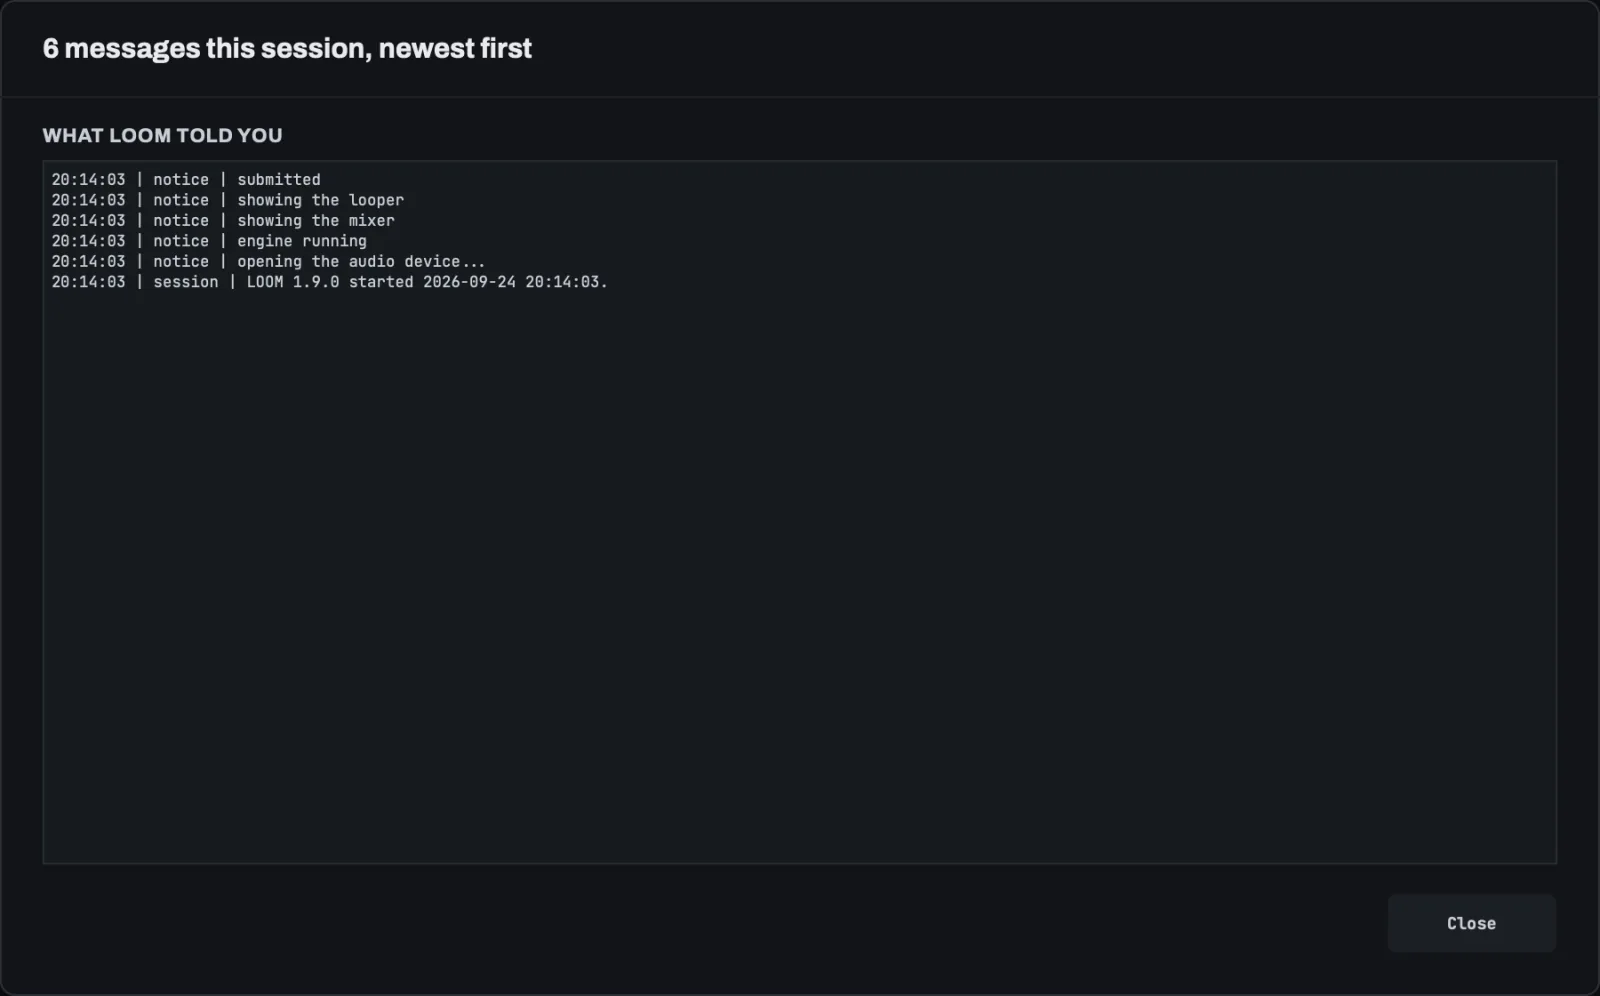 6 messages this session, newest first
WHAT LOOM TOLD YOU
20:14:03 | notice | submitted
20:14:03 | notice | showing the looper
20:14:03 | notice | showing the mixer
20:14:03 | notice | engine running
20:14:03 | notice | opening the audio device...
20:14:03 | session | LOOM 1.9.0 started 2026-09-24 20:14:03.
Close